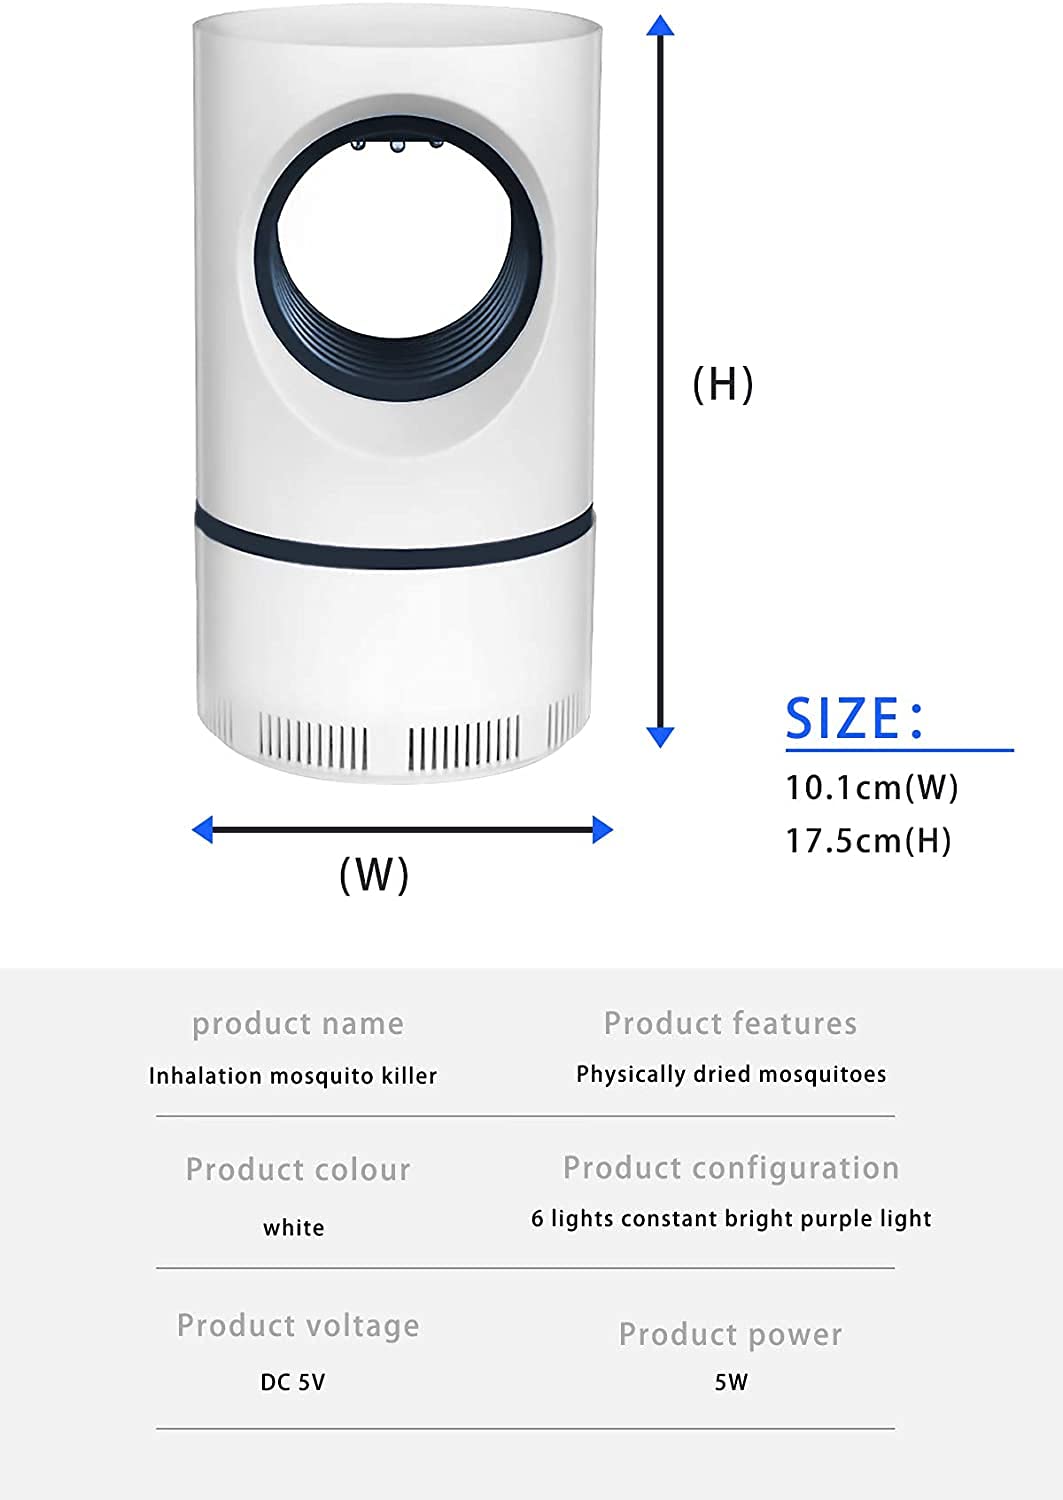 (H)
SIZE:
10.1cm(W)
17.5cm(H)
(W)
product name
Product features
Inhalation mosquito killer
Physically dried mosquitoes
Product colour
Product configuration
white
6 lights constant bright purple light
Product voltage
Product power
DC 5V
5W